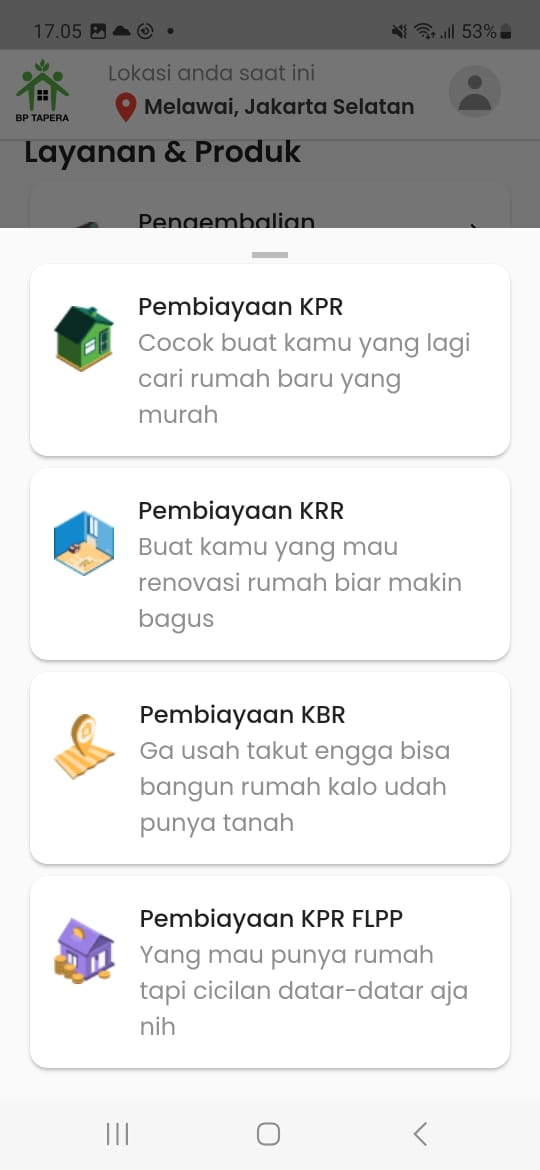 17.05
53%
Lokasi anda saat ini
BP TAPERA
Melawai, Jakarta Selatan
Layanan & Produk
Pengembalian
Pembiayaan KPR
Cocok buat kamu yang lagi
cari rumah baru yang
murah
Pembiayaan KRR
Buat kamu yang mau
renovasi rumah biar makin
bagus
Pembiayaan KBR
Ga usah takut engga bisa
bangun rumah kalo udah
punya tanah
Pembiayaan KPR FLPP
Yang mau punya rumah
tapi cicilan datar-datar aja
nih